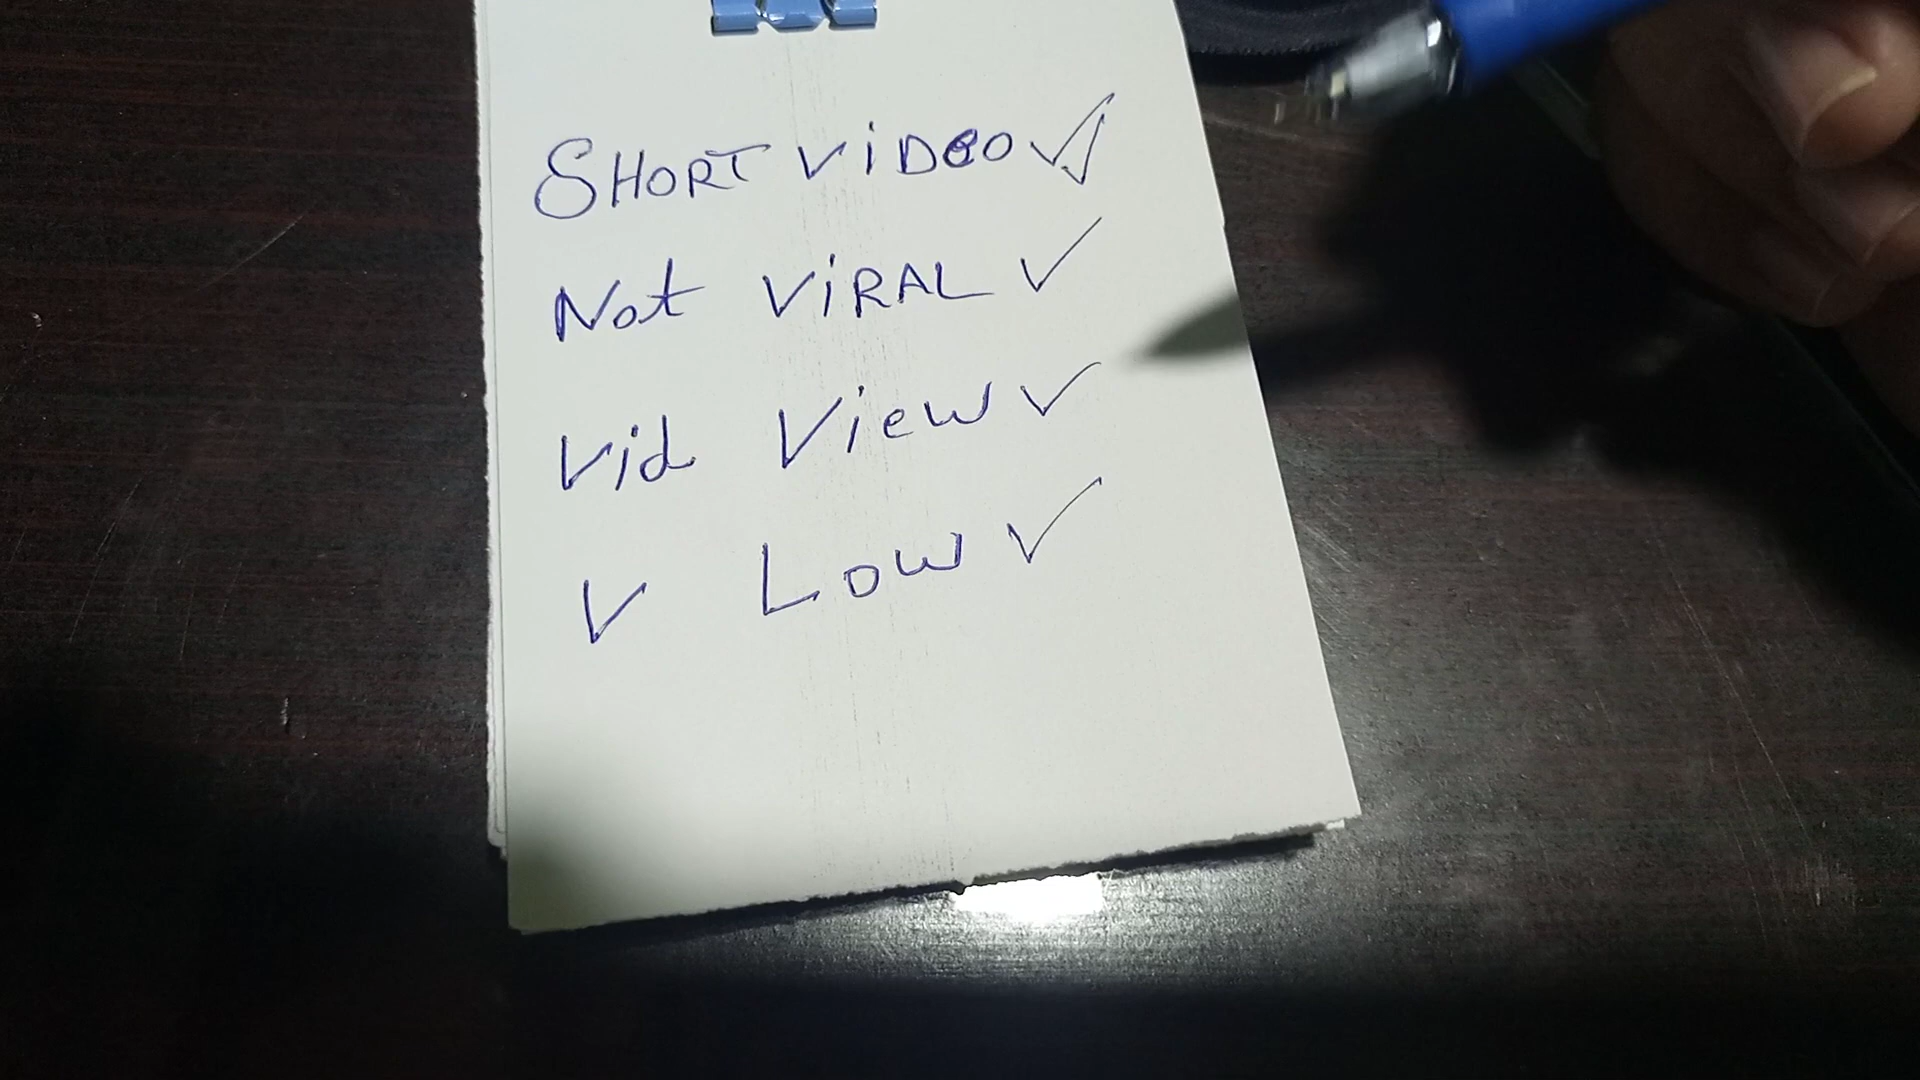 SHORT ViDeO ✓
Not ViRAL ✓
Vid View ✓
V Low ✓